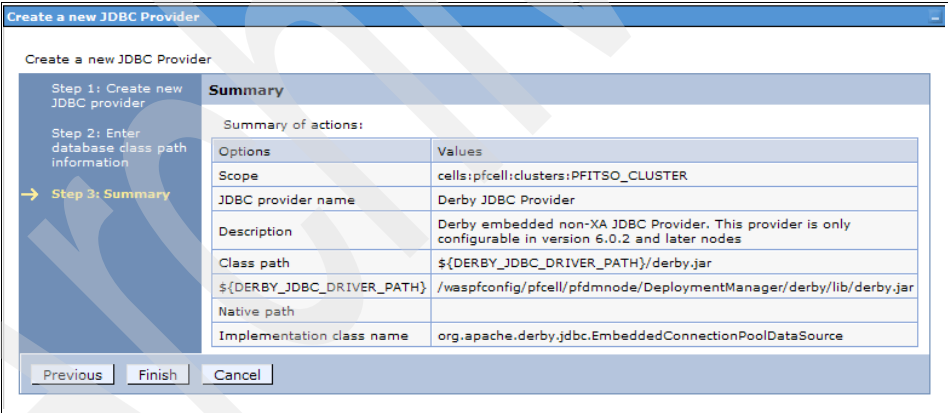 Create a new JDBC Provider
Create a new JDBC Provider
Step 1: Create new
JDBC provider
Step 2: Enter
database class path
information
Step 3: Summary
Summary
Summary of actions:
Options Values
Scope cells:pfcell:clusters:PFITSO_CLUSTER
JDBC provider name Derby JDBC Provider
Description Derby embedded non-XA JDBC Provider. This provider is only
configurable in version 6.0.2 and later nodes
Class path ${DERBY_JDBC_DRIVER_PATH}/derby.jar
${DERBY_JDBC_DRIVER_PATH} /waspfconfig/pfcell/pfdmnode/DeploymentManager/derby/lib/derby.jar
Native path
Implementation class name org.apache.derby.jdbc.EmbeddedConnectionPoolDataSource
Previous Finish Cancel